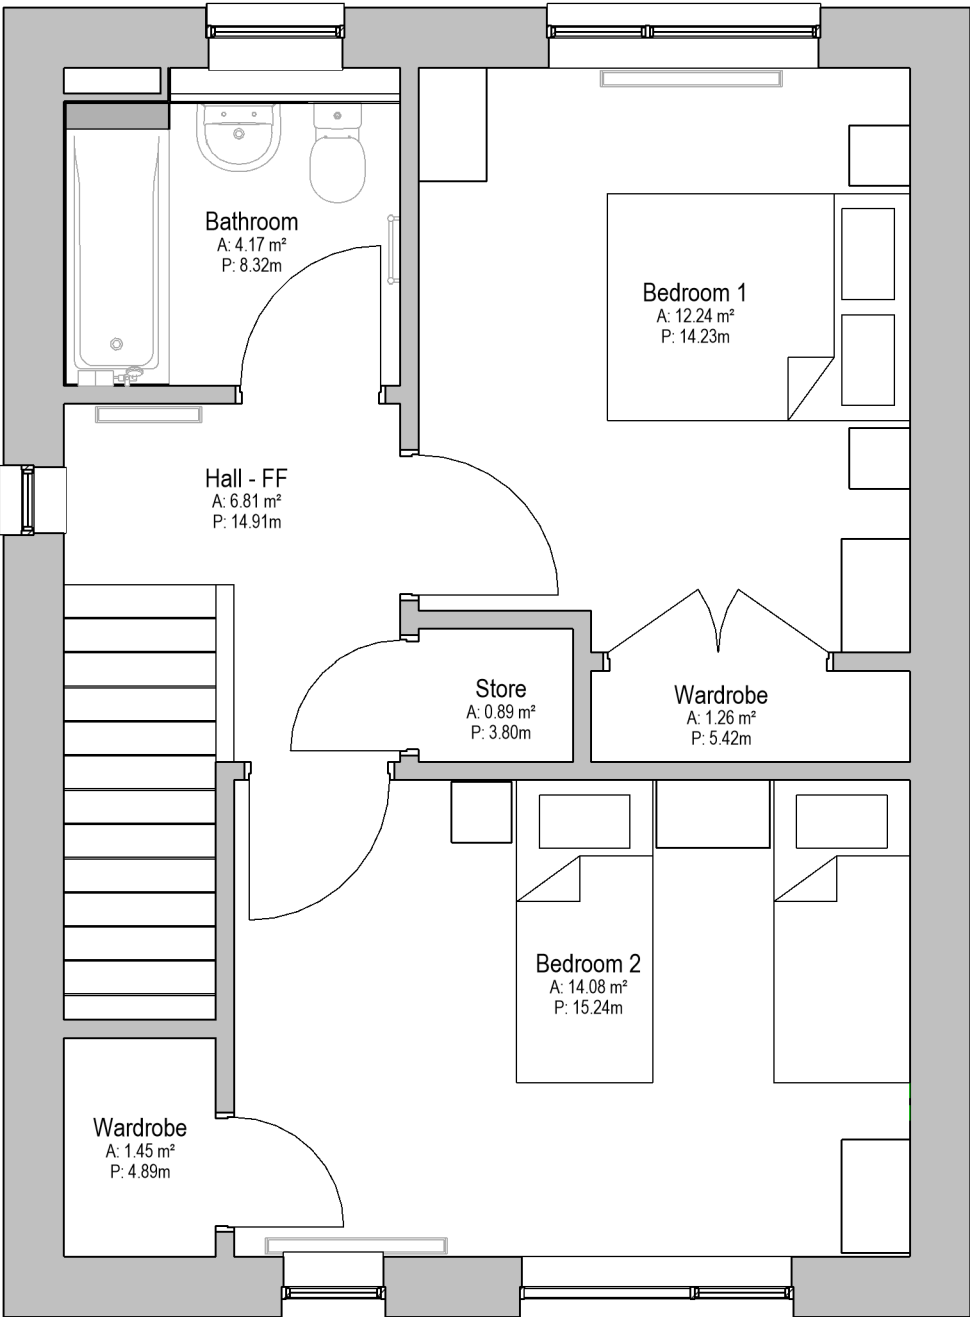 Bathroom
A: 4.17 m²
P: 8.32m
Bedroom 1
A: 12.24 m²
P: 14.23m
Hall - FF
A: 6.81 m²
P: 14.91m
Store
A: 0.89 m²
P: 3.80m
Wardrobe
A: 1.26 m²
P: 5.42m
Bedroom 2
A: 14.08 m²
P: 15.24m
Wardrobe
A: 1.45 m²
P: 4.89m